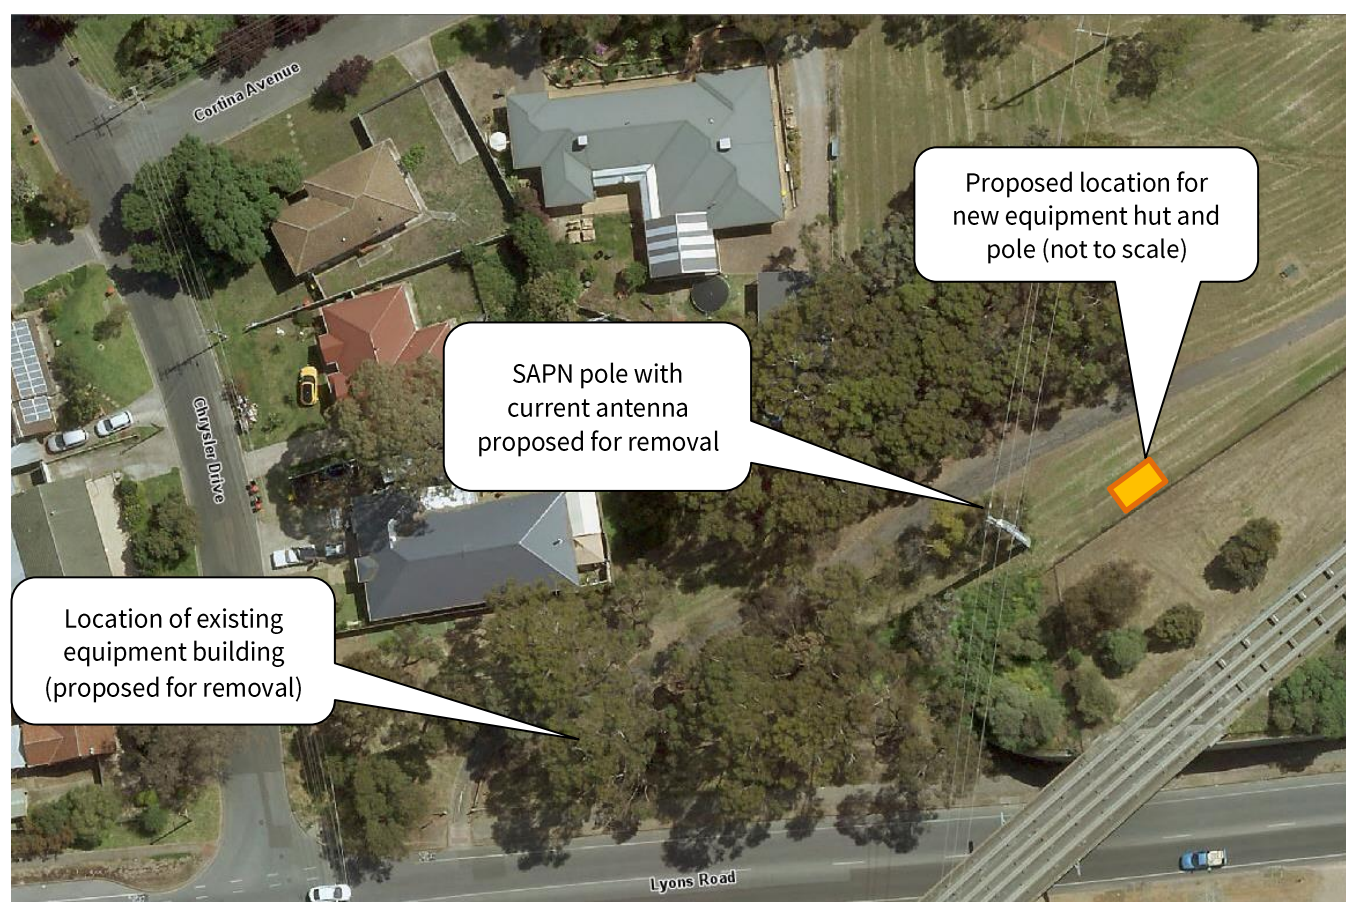 Cortina Avenue
Proposed location for
new equipment hut and
pole (not to scale)
SAPN pole with
current antenna
proposed for removal
Chrysler Drive
Location of existing
equipment building
(proposed for removal)
Lyons Road